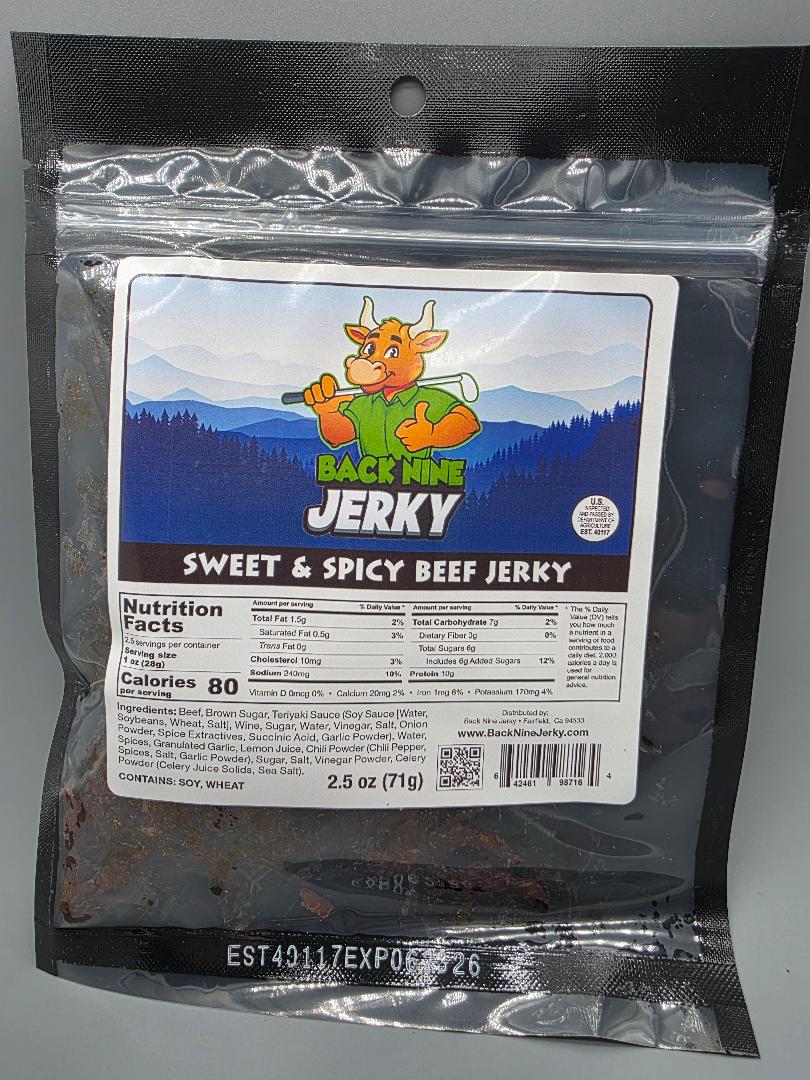 BACK NINE
JERKY
U.S.
INSPECTED
AND PASSED BY
DEPARTMENT OF
AGRICULTURE
EST. 40117
SWEET & SPICY BEEF JERKY
Nutrition
Facts
2.5 servings per container
Serving size
1 oz (28g)
Calories 80
per serving
Amount per serving % Daily Value*
Total Fat 1.5g 2%
Saturated Fat 0.5g 3%
Trans Fat 0g
Cholesterol 10mg 3%
Sodium 240mg 10%
Amount per serving % Daily Value*
Total Carbohydrate 7g 2%
Dietary Fiber 0g 0%
Total Sugars 6g
Includes 6g Added Sugars 12%
Protein 10g
Vitamin D 0mcg 0% • Calcium 20mg 2% • Iron 1mg 6% • Potassium 170mg 4%
* The % Daily
Value (DV) tells
you how much
a nutrient in a
serving of food
contributes to a
daily diet. 2,000
calories a day is
used for
general nutrition
advice.
Ingredients: Beef, Brown Sugar, Teriyaki Sauce (Soy Sauce [Water,
Soybeans, Wheat, Salt], Wine, Sugar, Water, Vinegar, Salt, Onion
Powder, Spice Extractives, Succinic Acid, Garlic Powder), Water,
Spices, Granulated Garlic, Lemon Juice, Chili Powder (Chili Pepper,
Spices, Salt, Garlic Powder), Sugar, Salt, Vinegar Powder, Celery
Powder (Celery Juice Solids, Sea Salt).
CONTAINS: SOY, WHEAT
2.5 oz (71g)
Distributed by:
Back Nine Jerky • Fairfield, Ca 94533
www.BackNineJerky.com
6 42461 98716 4
EST40117EXP06 26